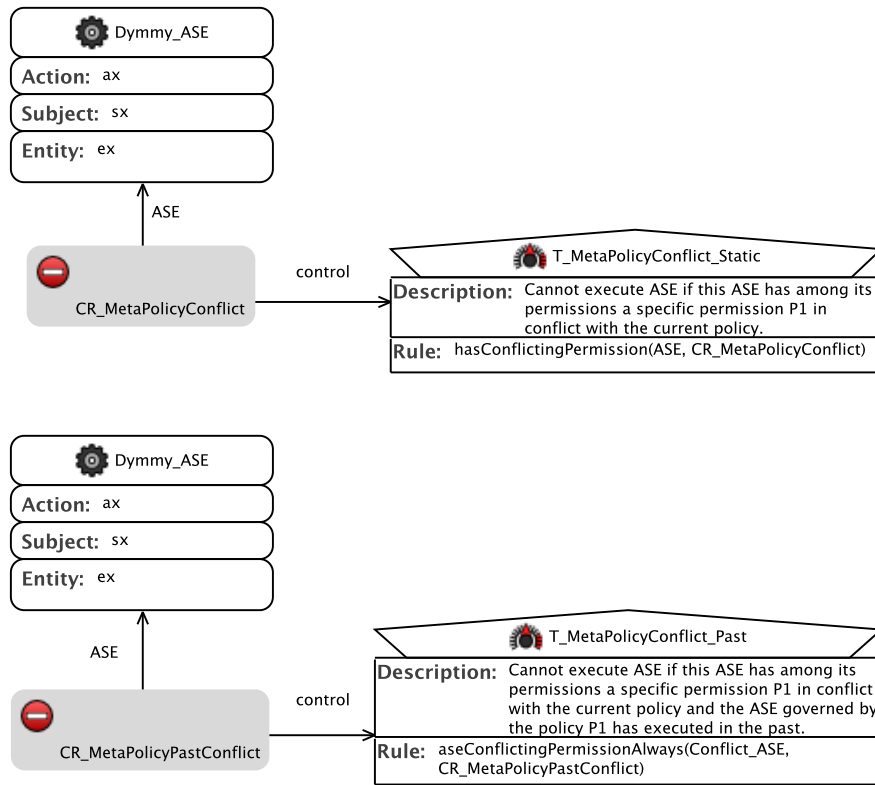 Dymmy_ASE
Action: ax
Subject: sx
Entity: ex
ASE
CR_MetaPolicyConflict
control
T_MetaPolicyConflict_Static
Description: Cannot execute ASE if this ASE has among its
permissions a specific permission P1 in
conflict with the current policy.
Rule: hasConflictingPermission(ASE, CR_MetaPolicyConflict)
Dymmy_ASE
Action: ax
Subject: sx
Entity: ex
ASE
CR_MetaPolicyPastConflict
control
T_MetaPolicyConflict_Past
Description: Cannot execute ASE if this ASE has among its
permissions a specific permission P1 in conflict
with the current policy and the ASE governed by
the policy P1 has executed in the past.
Rule: aseConflictingPermissionAlways(Conflict_ASE,
CR_MetaPolicyPastConflict)